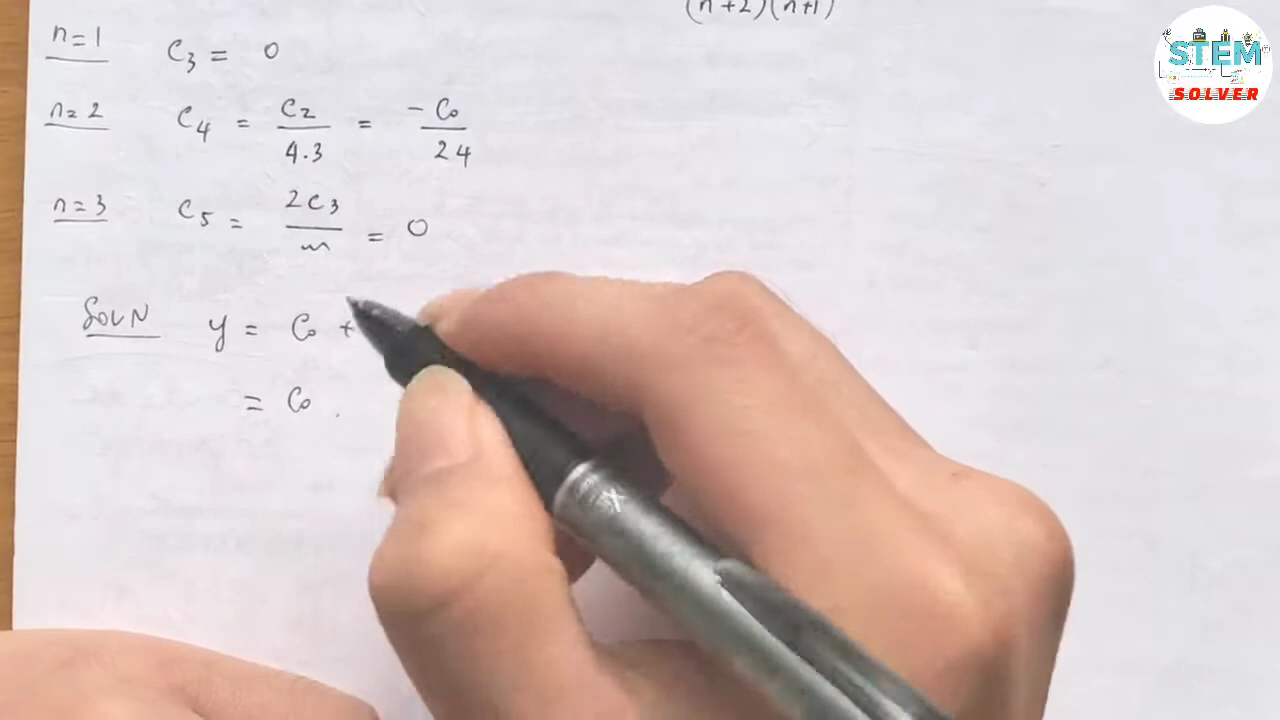 (n+2)(n+1)
STEM
SOLVER
n=1 C₃ = 0
n=2 C₄ = C₂/4.3 = -C₀/24
n=3 C₅ = 2C₃/m = 0
SOLN y = C₀ +
= C₀ .